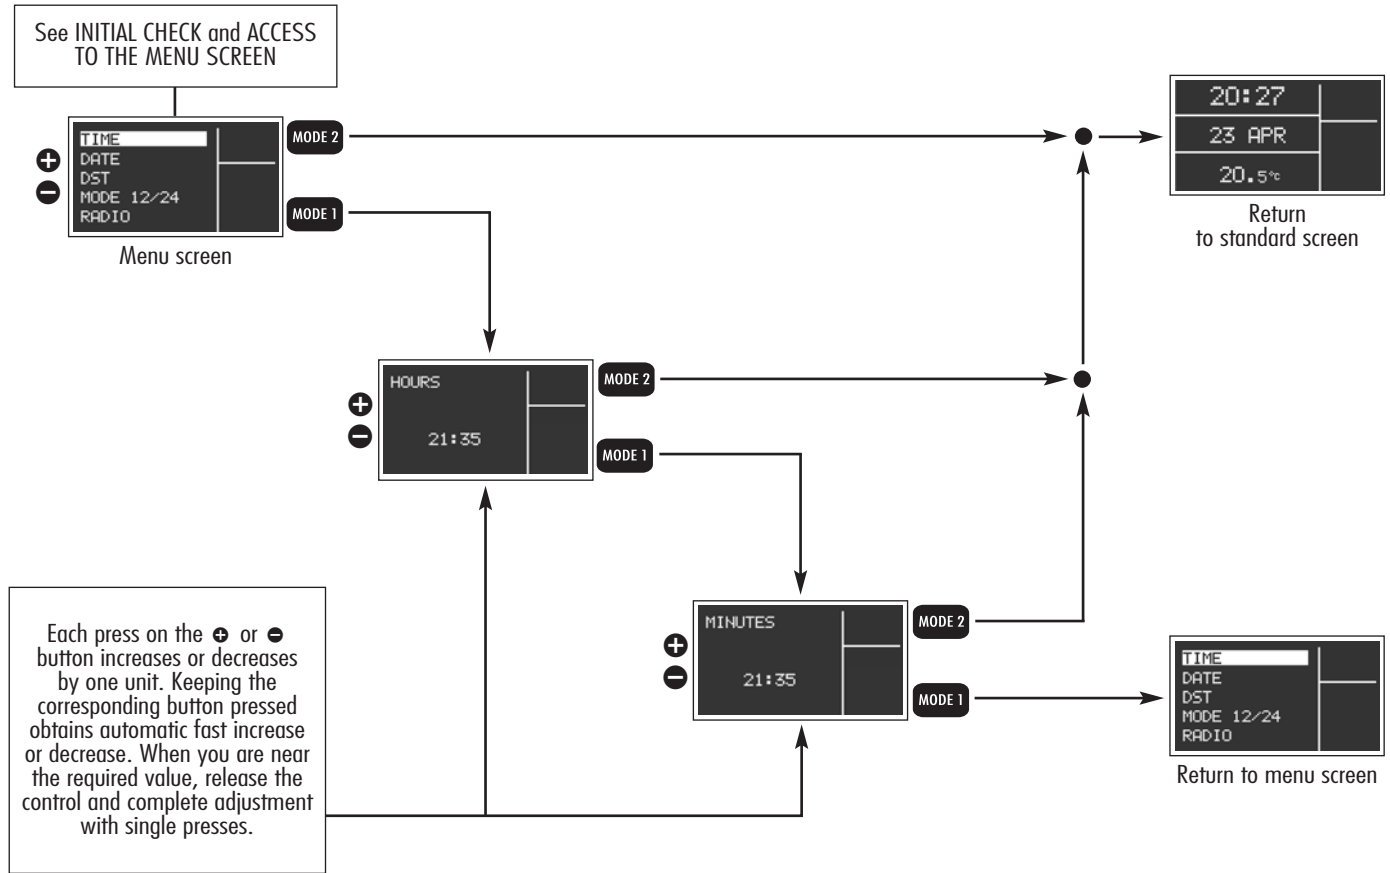 See INITIAL CHECK and ACCESS
TO THE MENU SCREEN
TIME
DATE
DST
MODE 12/24
RADIO
MODE 2
MODE 1
Menu screen
20:27
23 APR
20.5°c
Return
to standard screen
HOURS
21:35
MODE 2
MODE 1
Each press on the + or -
button increases or decreases
by one unit. Keeping the
corresponding button pressed
obtains automatic fast increase
or decrease. When you are near
the required value, release the
control and complete adjustment
with single presses.
MINUTES
21:35
MODE 2
MODE 1
TIME
DATE
DST
MODE 12/24
RADIO
Return to menu screen